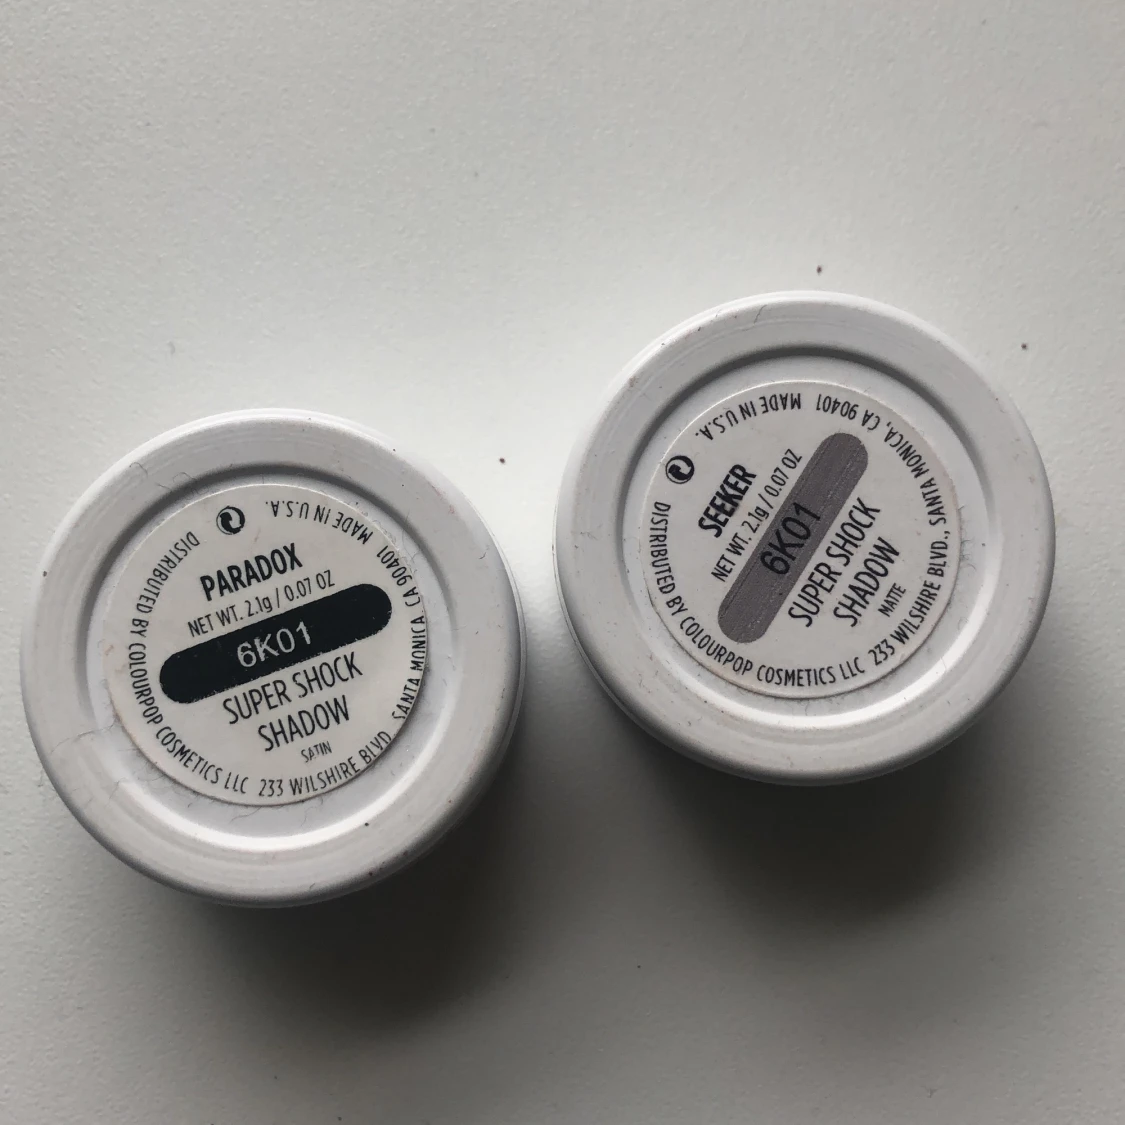 PARADOX
NET WT. 2.1g / 0.07 OZ
6K01
SUPER SHOCK
SHADOW
SATIN
DISTRIBUTED BY COLOURPOP COSMETICS LLC 233 WILSHIRE BLVD. SANTA MONICA, CA 90401 MADE IN U.S.A.
SEEKER
NET WT. 2.1g / 0.07 OZ
6K01
SUPER SHOCK
SHADOW
MATTE
DISTRIBUTED BY COLOURPOP COSMETICS LLC 233 WILSHIRE BLVD., SANTA MONICA, CA 90401 MADE IN U.S.A.